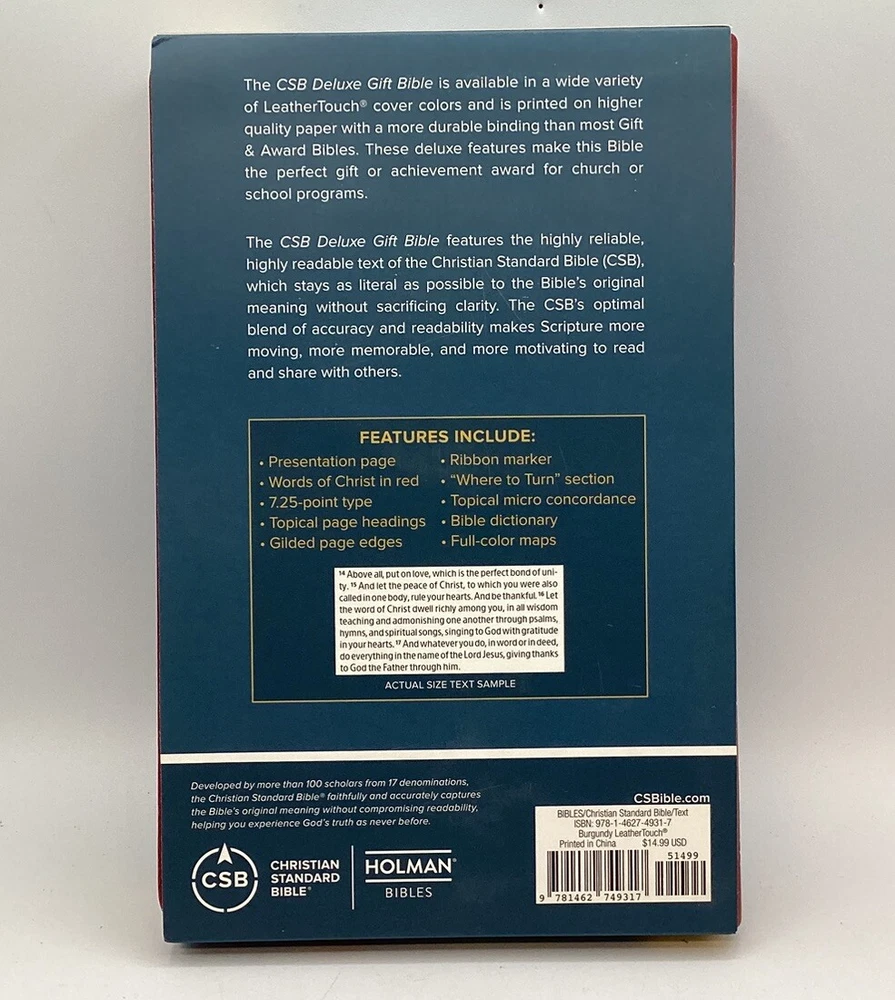 The CSB Deluxe Gift Bible is available in a wide variety
of LeatherTouch® cover colors and is printed on higher
quality paper with a more durable binding than most Gift
& Award Bibles. These deluxe features make this Bible
the perfect gift or achievement award for church or
school programs.
The CSB Deluxe Gift Bible features the highly reliable,
highly readable text of the Christian Standard Bible (CSB),
which stays as literal as possible to the Bible's original
meaning without sacrificing clarity. The CSB's optimal
blend of accuracy and readability makes Scripture more
moving, more memorable, and more motivating to read
and share with others.
FEATURES INCLUDE:
• Presentation page
• Words of Christ in red
• 7.25-point type
• Topical page headings
• Gilded page edges
• Ribbon marker
• “Where to Turn” section
• Topical micro concordance
• Bible dictionary
• Full-color maps
14 Above all, put on love, which is the perfect bond of uni-
ty. 15 And let the peace of Christ, to which you were also
called in one body, rule your hearts. And be thankful. 16 Let
the word of Christ dwell richly among you, in all wisdom
teaching and admonishing one another through psalms,
hymns, and spiritual songs, singing to God with gratitude
in your hearts. 17 And whatever you do, in word or in deed,
do everything in the name of the Lord Jesus, giving thanks
to God the Father through him.
ACTUAL SIZE TEXT SAMPLE
Developed by more than 100 scholars from 17 denominations,
the Christian Standard Bible® faithfully and accurately captures
the Bible's original meaning without compromising readability,
helping you experience God's truth as never before.
CSB
CHRISTIAN
STANDARD
BIBLE®
HOLMAN®
BIBLES
CSBible.com
BIBLES/Christian Standard Bible/Text
ISBN: 978-1-4627-4931-7
Burgundy LeatherTouch®
Printed in China $14.99 USD
51499
9 781462 749317